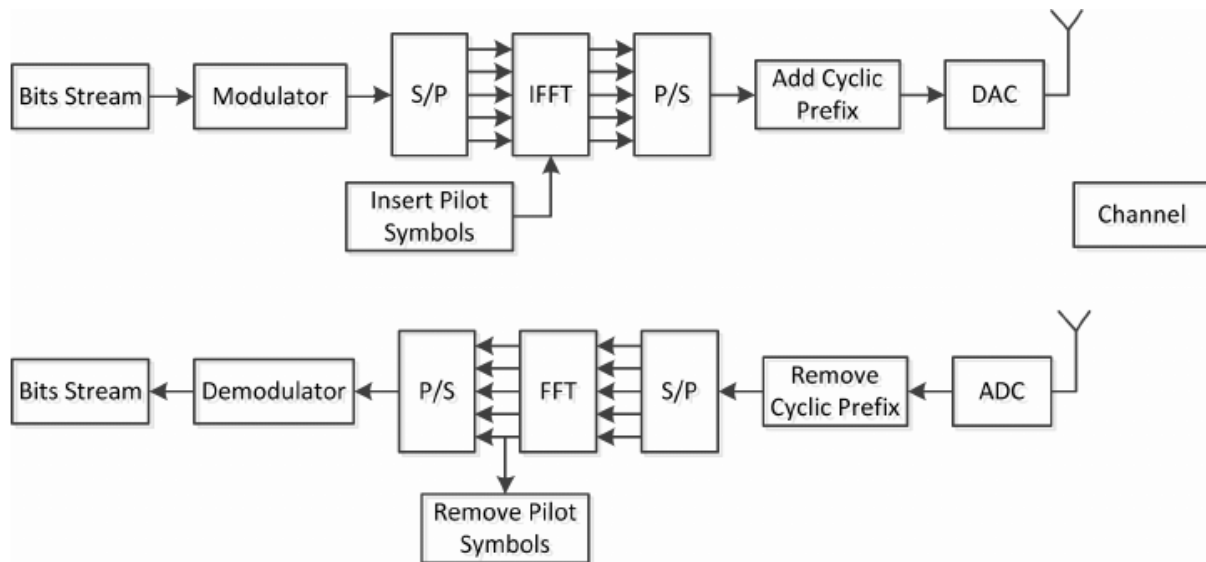 Bits Stream
Modulator
S/P
IFFT
P/S
Add Cyclic
Prefix
DAC
Insert Pilot
Symbols
Channel
Bits Stream
Demodulator
P/S
FFT
S/P
Remove
Cyclic Prefix
ADC
Remove Pilot
Symbols